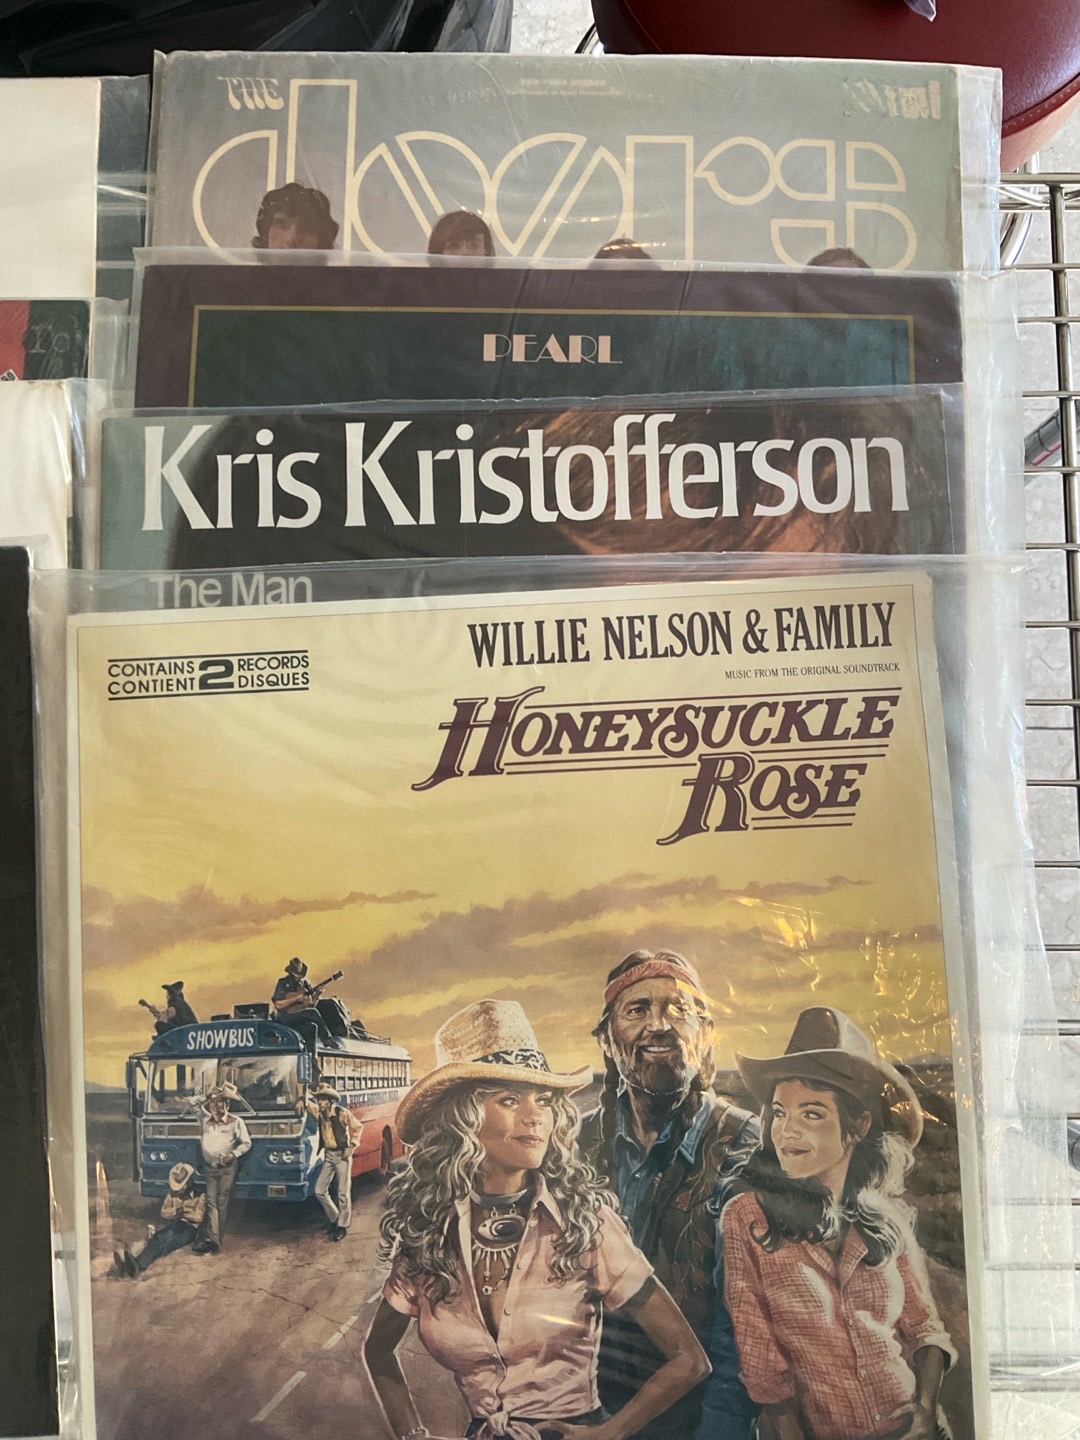 THE
doors
PEARL
Kris Kristofferson
The Man
CONTAINS 2 RECORDS
CONTIENT DISQUES
WILLIE NELSON & FAMILY
MUSIC FROM THE ORIGINAL SOUNDTRACK
HONEYSUCKLE
ROSE
SHOWBUS